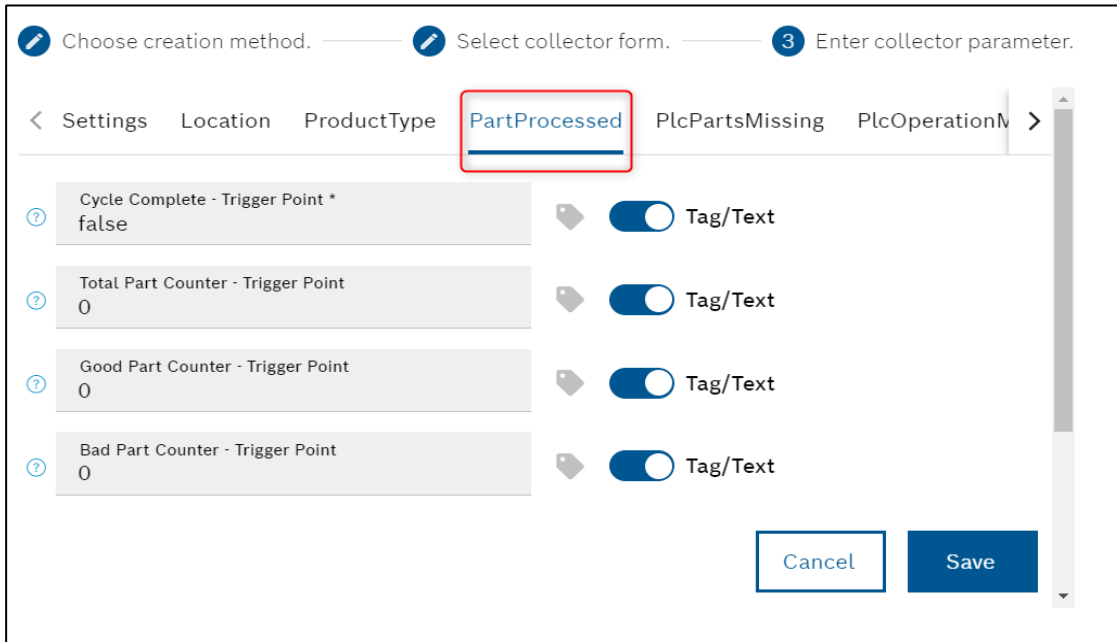 Choose creation method. Select collector form. 3 Enter collector parameter.
< Settings Location ProductType PartProcessed PlcPartsMissing PlcOperationM >
Cycle Complete - Trigger Point *
false
Tag/Text
Total Part Counter - Trigger Point
0
Tag/Text
Good Part Counter - Trigger Point
0
Tag/Text
Bad Part Counter - Trigger Point
0
Tag/Text
Cancel Save